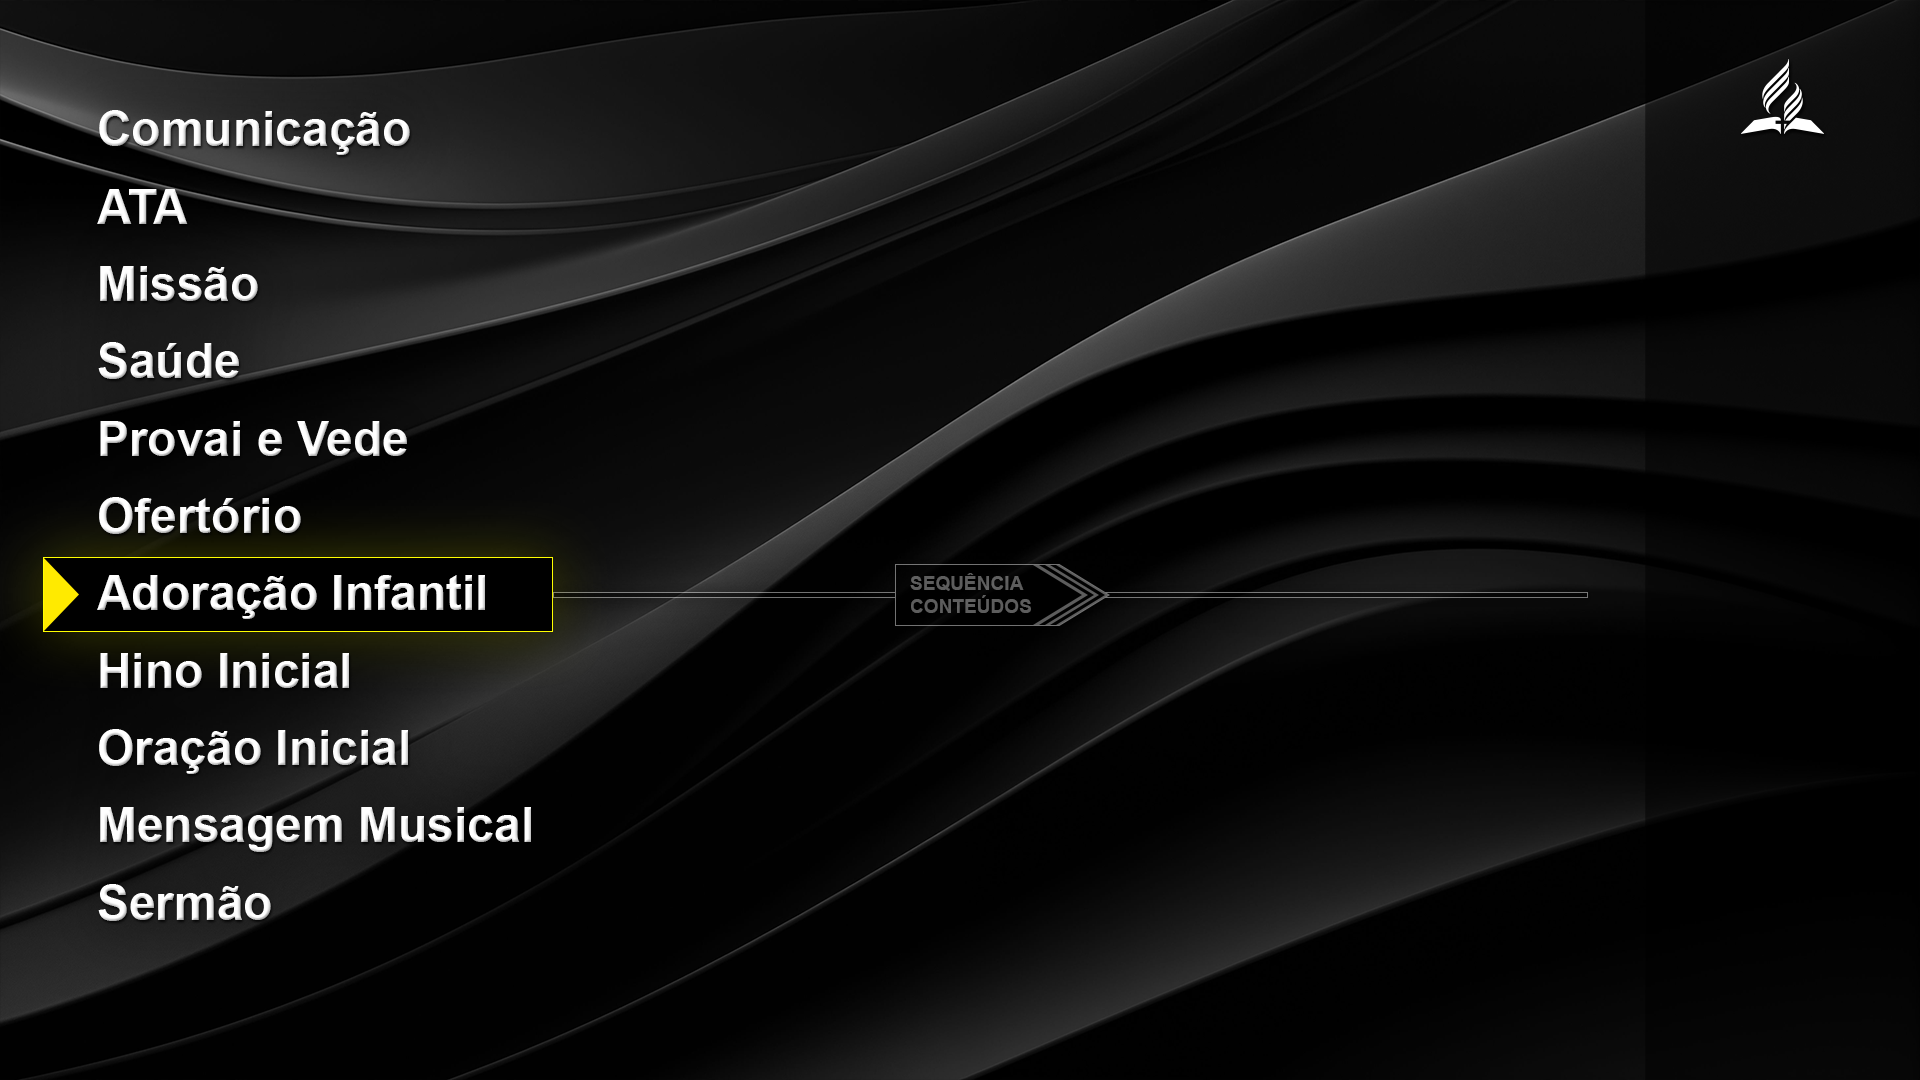 Comunicação
ATA
Missão
Saúde
Provai e Vede
Ofertório
Adoração Infantil
SEQUÊNCIA
CONTEÚDOS
Hino Inicial
Oração Inicial
Mensagem Musical
Sermão